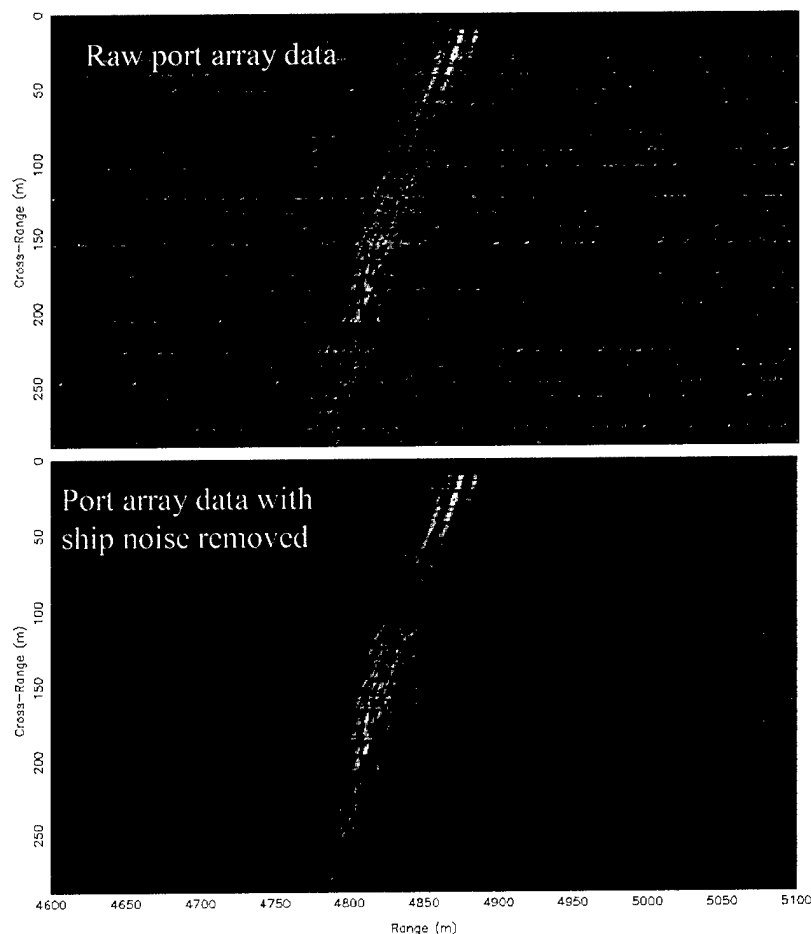 Raw port array data
0
50
100
150
200
250
Cross-Range (m)
Port array data with
ship noise removed
0
50
100
150
200
250
Cross-Range (m)
4600 4650 4700 4750 4800 4850 4900 4950 5000 5050 5100
Range (m)